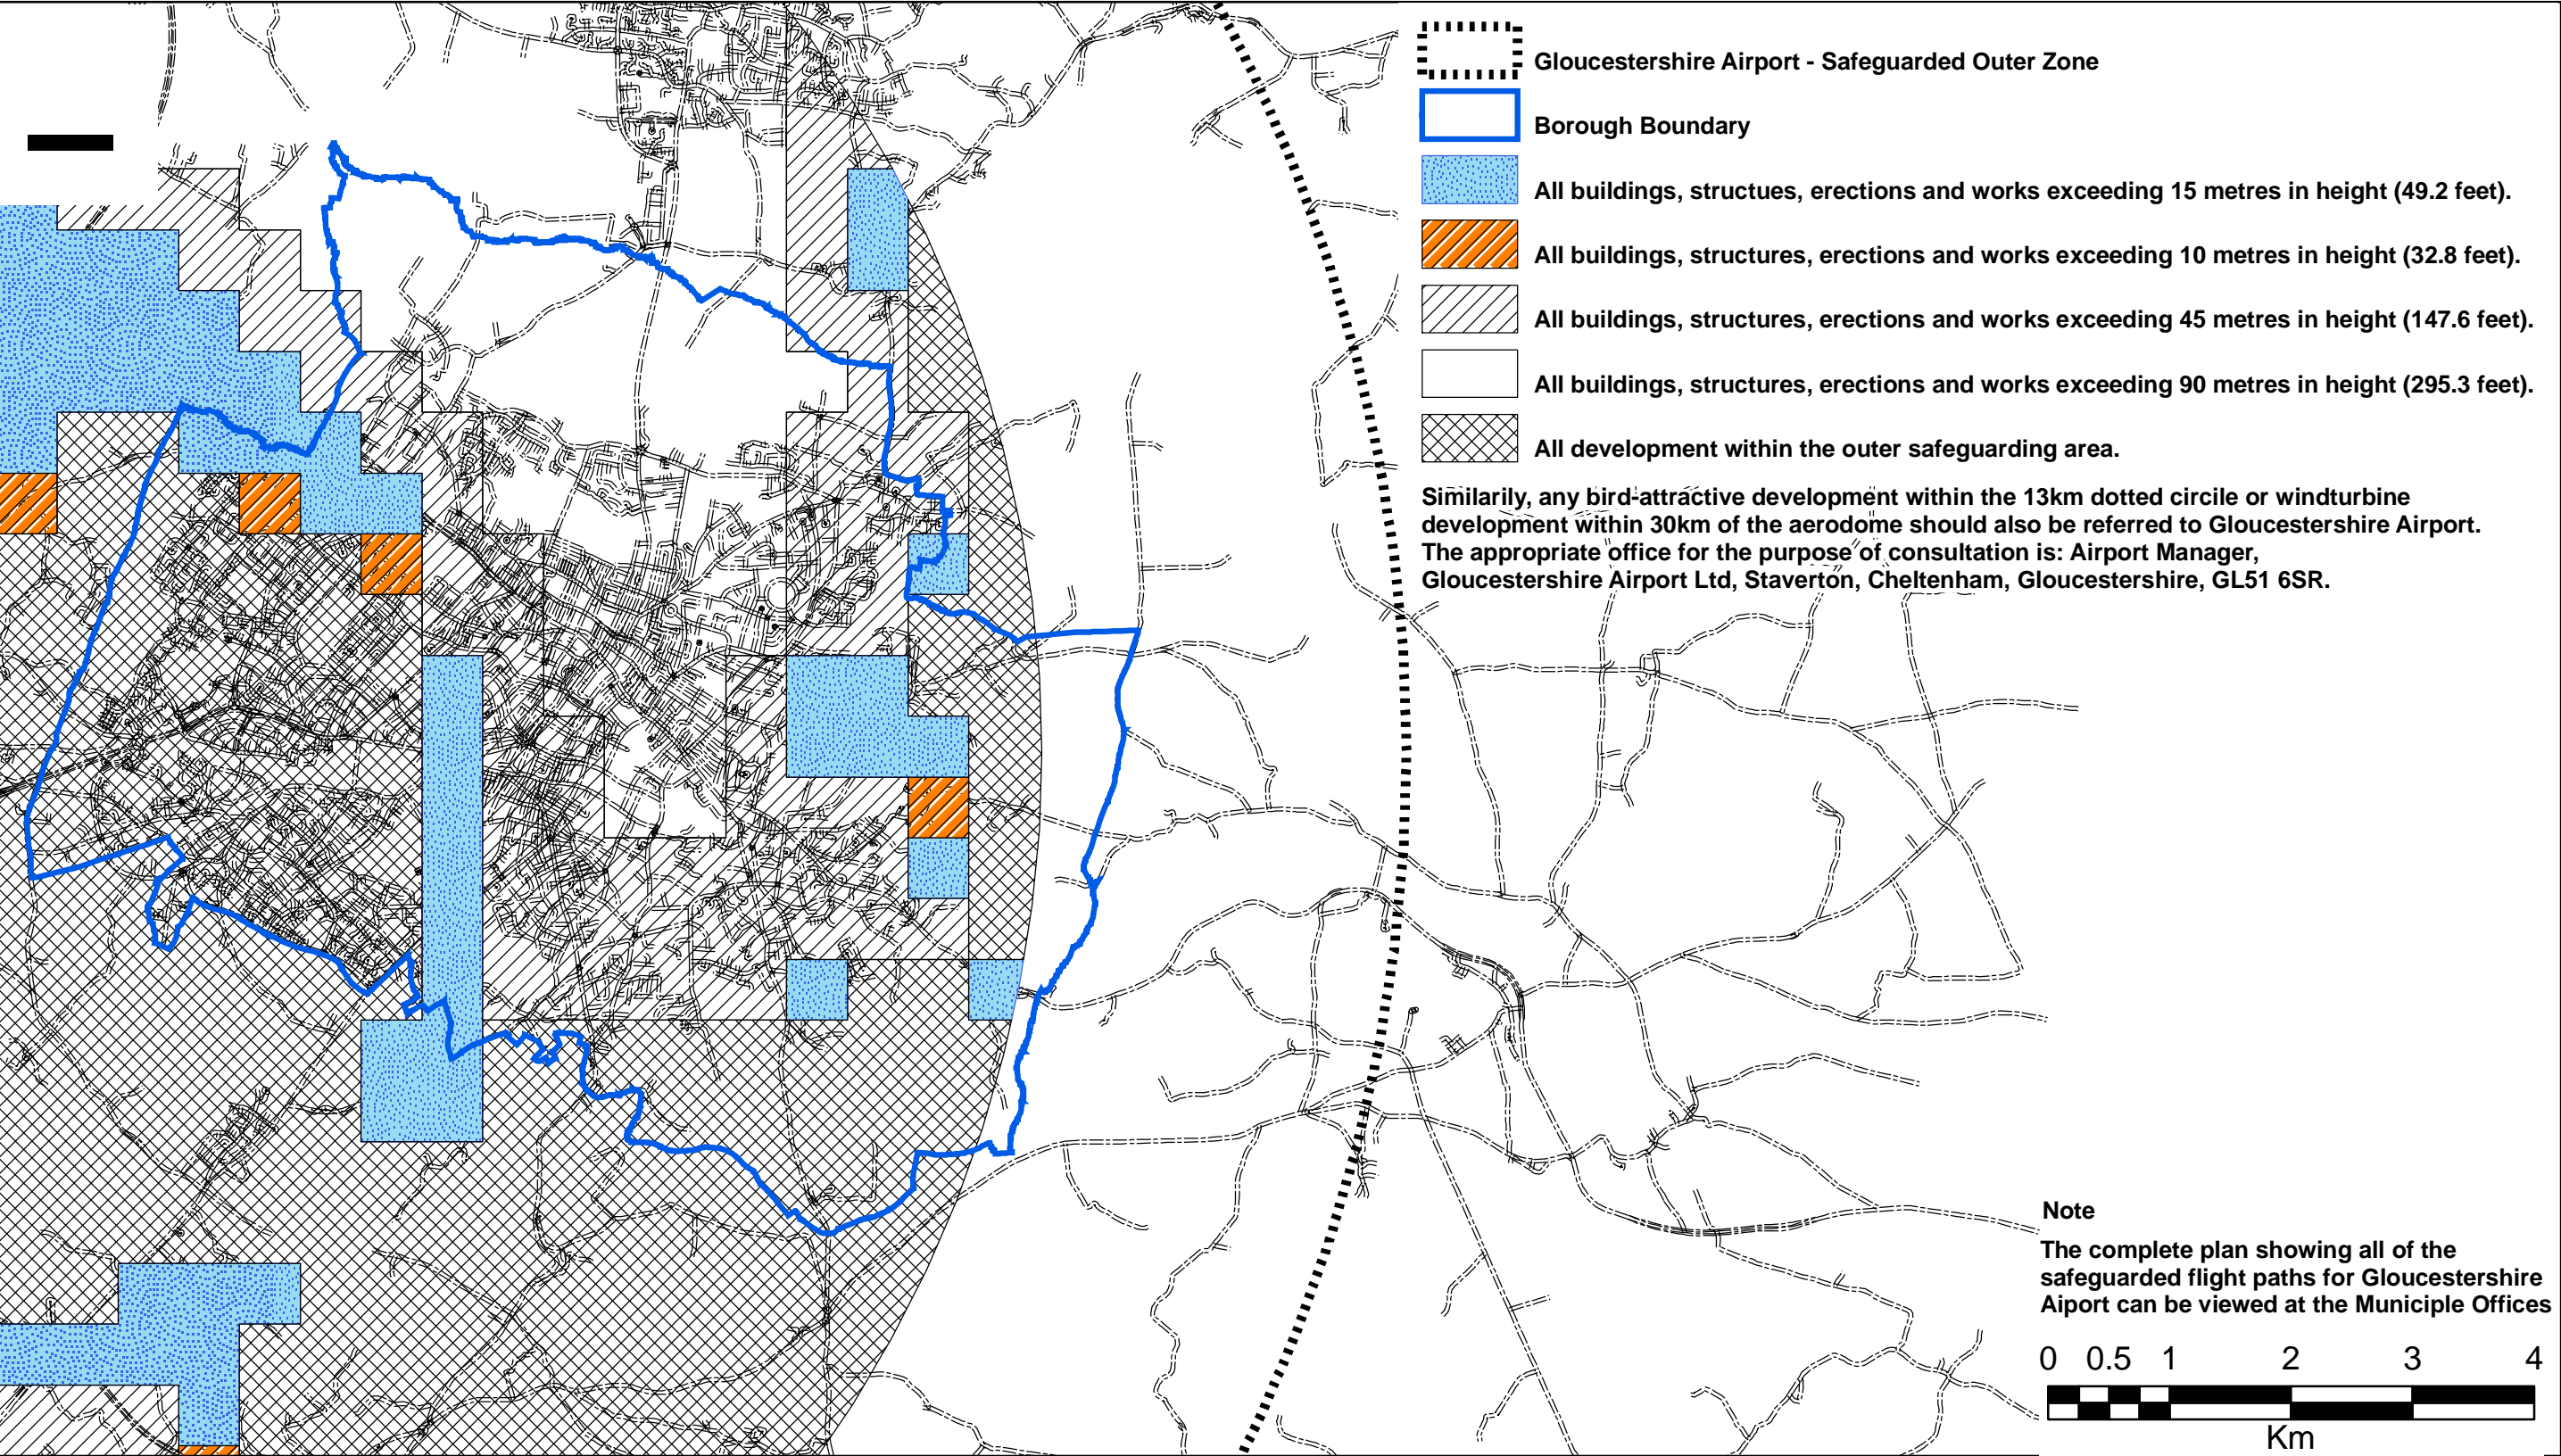 Gloucestershire Airport - Safeguarded Outer Zone
Borough Boundary
All buildings, structues, erections and works exceeding 15 metres in height (49.2 feet).
All buildings, structures, erections and works exceeding 10 metres in height (32.8 feet).
All buildings, structures, erections and works exceeding 45 metres in height (147.6 feet).
All buildings, structures, erections and works exceeding 90 metres in height (295.3 feet).
All development within the outer safeguarding area.
Similarily, any bird-attractive development within the 13km dotted circile or windturbine
development within 30km of the aerodome should also be referred to Gloucestershire Airport.
The appropriate office for the purpose of consultation is: Airport Manager,
Gloucestershire Airport Ltd, Staverton, Cheltenham, Gloucestershire, GL51 6SR.
Note
The complete plan showing all of the
safeguarded flight paths for Gloucestershire
Aiport can be viewed at the Municiple Offices
0 0.5 1 2 3 4
Km